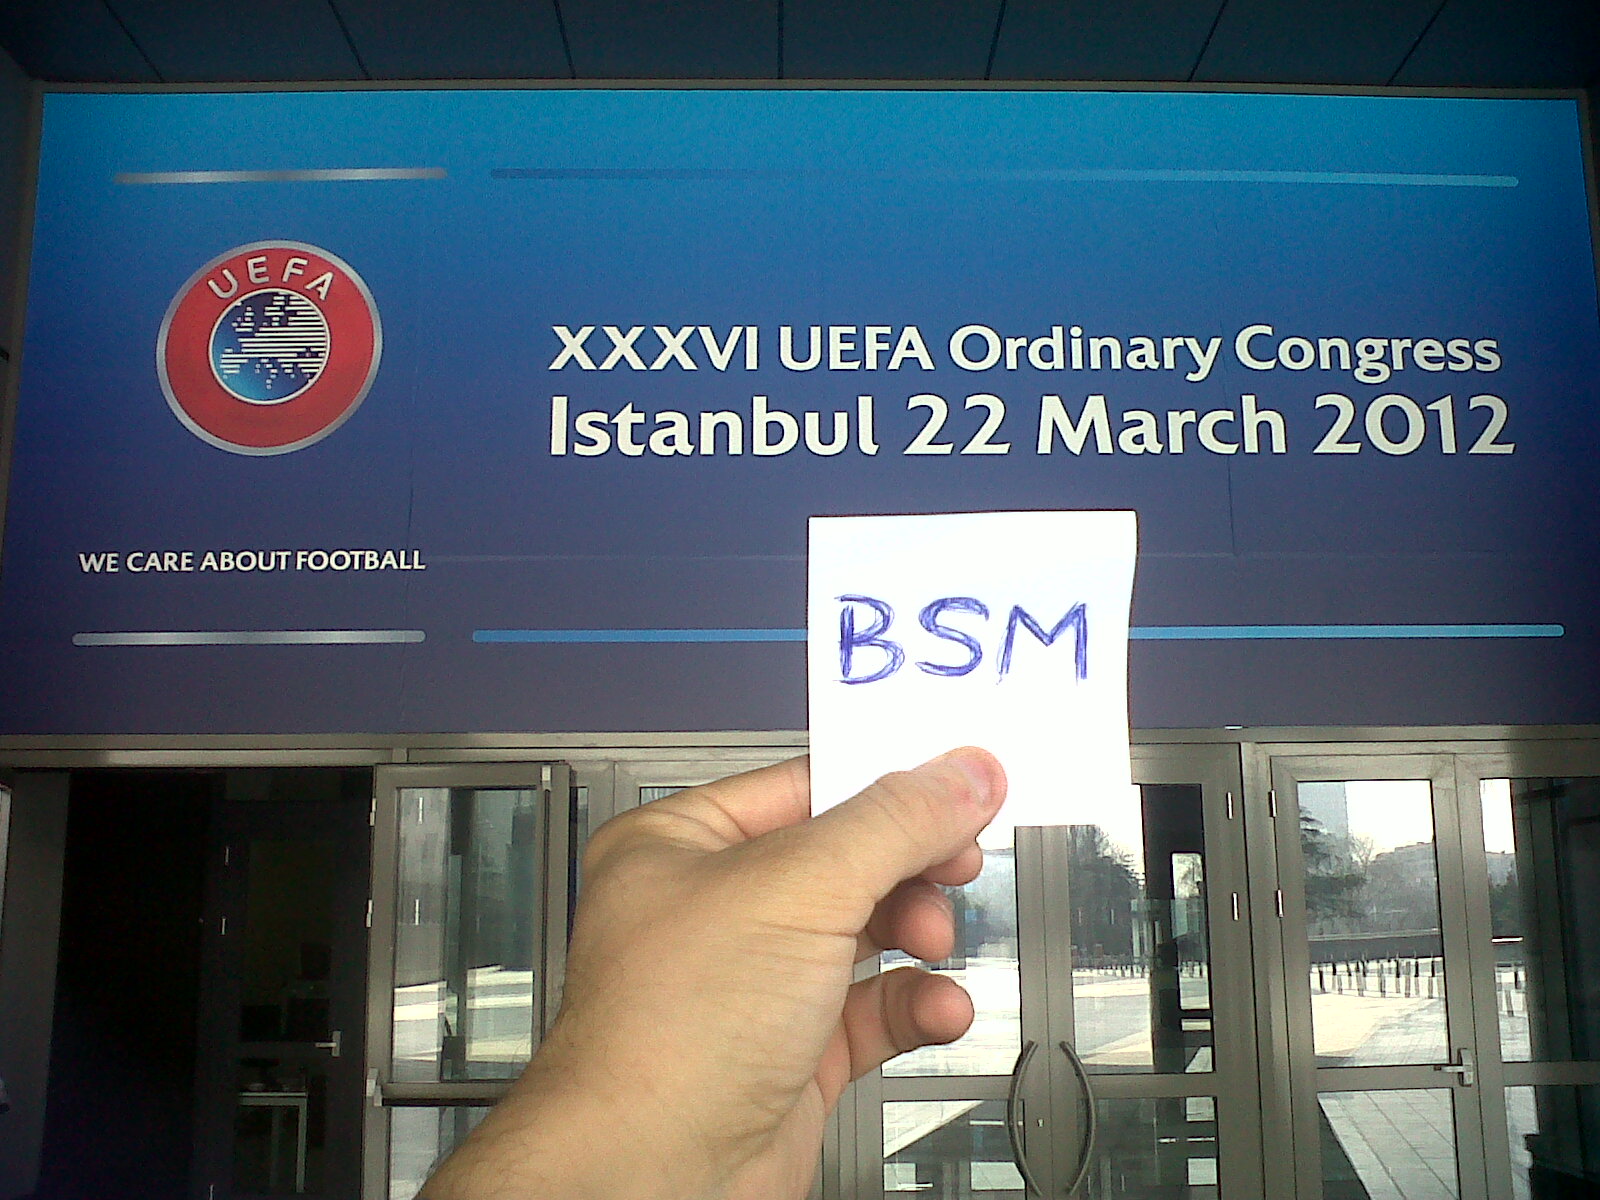 UEFA
XXXVI UEFA Ordinary Congress
Istanbul 22 March 2012
WE CARE ABOUT FOOTBALL
BSM